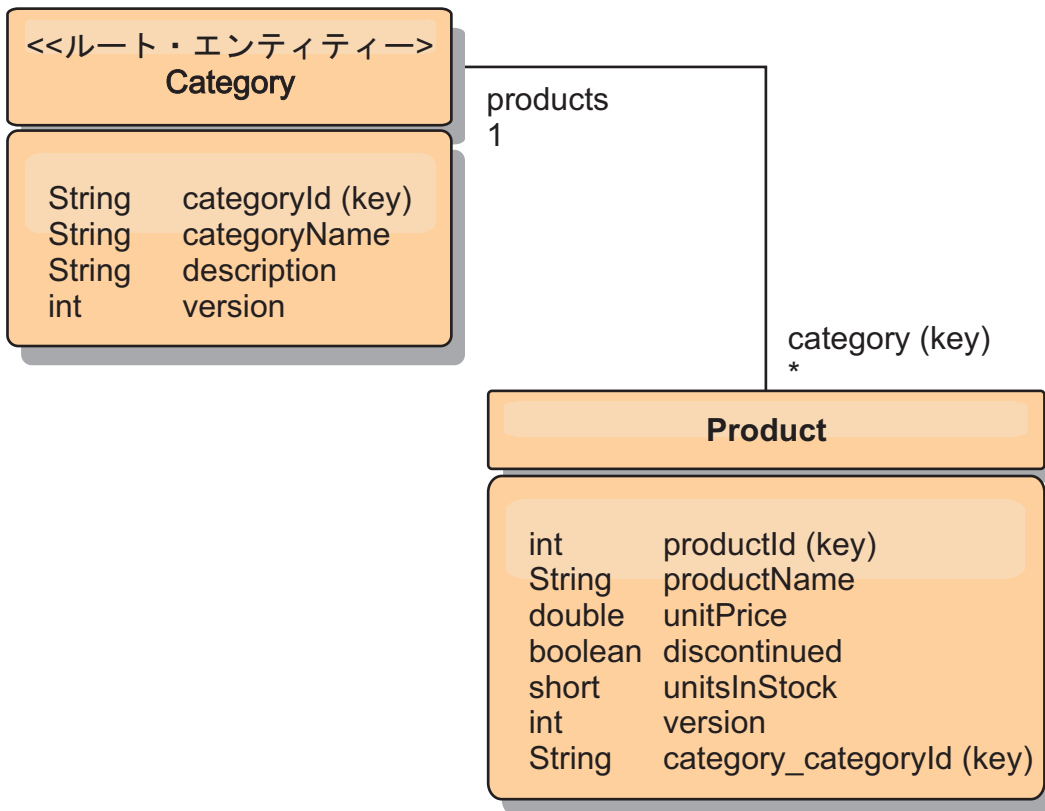 <<ルート・エンティティー>
Category
String categoryId (key)
String categoryName
String description
int version
products
1
category (key)
*
Product
int productId (key)
String productName
double unitPrice
boolean discontinued
short unitsInStock
int version
String category_categoryId (key)